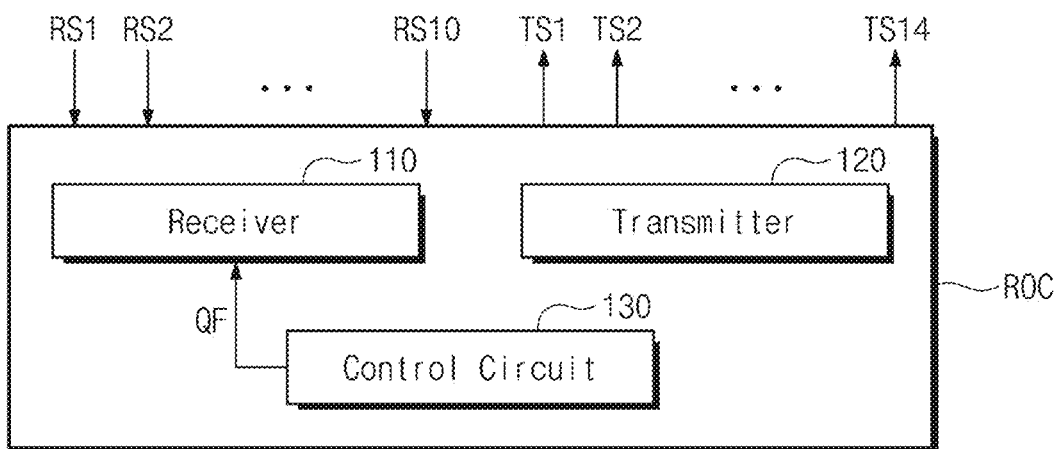 RS1 RS2 ... RS10 TS1 TS2 ... TS14
110 120
Receiver Transmitter
ROC
QF 130
Control Circuit